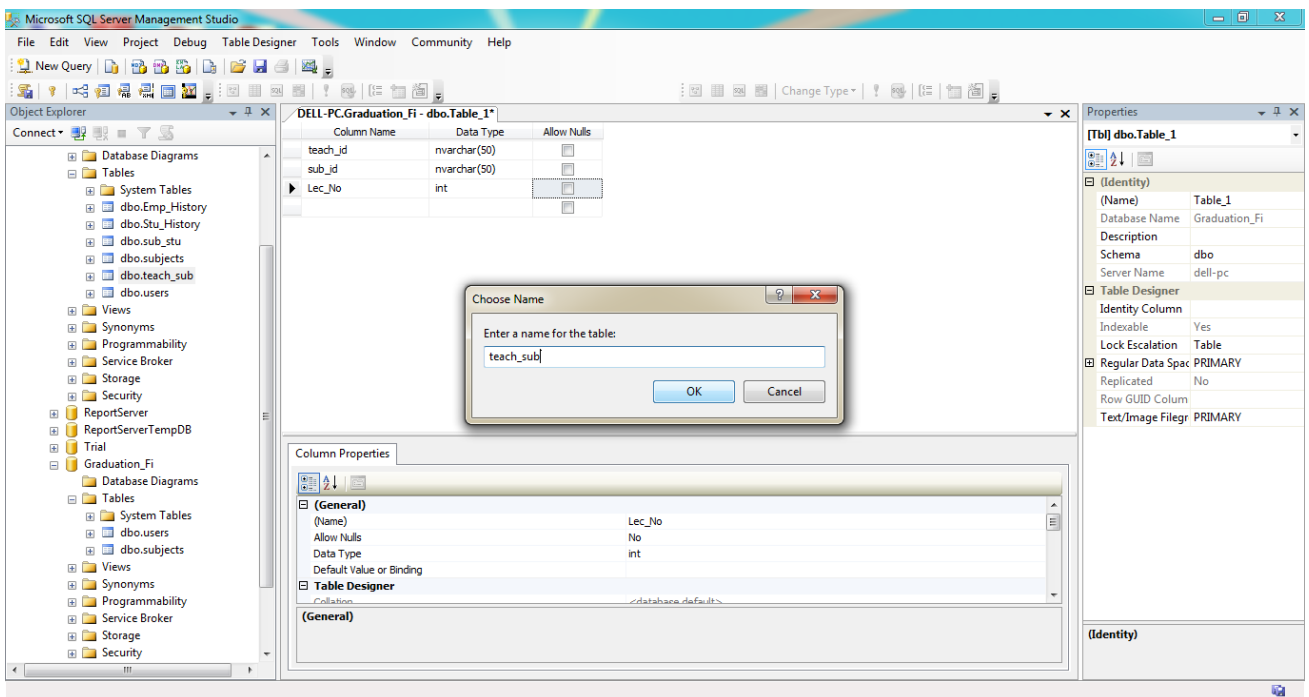 Microsoft SQL Server Management Studio
File Edit View Project Debug Table Designer Tools Window Community Help
New Query
Change Type
Object Explorer
Connect
Database Diagrams
Tables
System Tables
dbo.Emp_History
dbo.Stu_History
dbo.sub_stu
dbo.subjects
dbo.teach_sub
dbo.users
Views
Synonyms
Programmability
Service Broker
Storage
Security
ReportServer
ReportServerTempDB
Trial
Graduation_Fi
Database Diagrams
Tables
System Tables
dbo.users
dbo.subjects
Views
Synonyms
Programmability
Service Broker
Storage
Security
DELL-PC.Graduation_Fi - dbo.Table_1*
Column Name Data Type Allow Nulls
teach_id nvarchar(50)
sub_id nvarchar(50)
Lec_No int
Choose Name
Enter a name for the table:
teach_sub
OK Cancel
Column Properties
(General)
(Name) Lec_No
Allow Nulls No
Data Type int
Default Value or Binding
Table Designer
Collation <database default>
(General)
Properties
[Tbl] dbo.Table_1
(Identity)
(Name) Table_1
Database Name Graduation_Fi
Description
Schema dbo
Server Name dell-pc
Table Designer
Identity Column
Indexable Yes
Lock Escalation Table
Regular Data Spac PRIMARY
Replicated No
Row GUID Colum
Text/Image Filegr PRIMARY
(Identity)